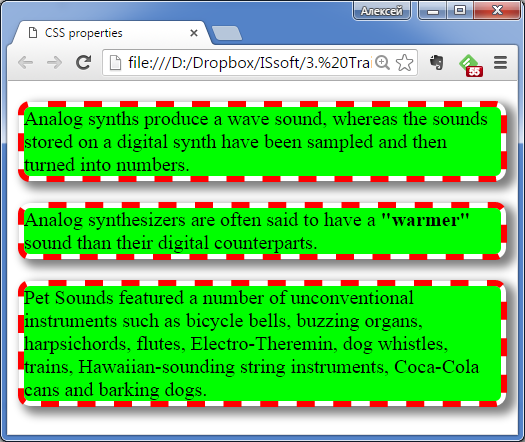 Алексей
CSS properties
file:///D:/Dropbox/ISsoft/3.%20Tra
55
Analog synths produce a wave sound, whereas the sounds
stored on a digital synth have been sampled and then
turned into numbers.
Analog synthesizers are often said to have a "warmer"
sound than their digital counterparts.
Pet Sounds featured a number of unconventional
instruments such as bicycle bells, buzzing organs,
harpsichords, flutes, Electro-Theremin, dog whistles,
trains, Hawaiian-sounding string instruments, Coca-Cola
cans and barking dogs.